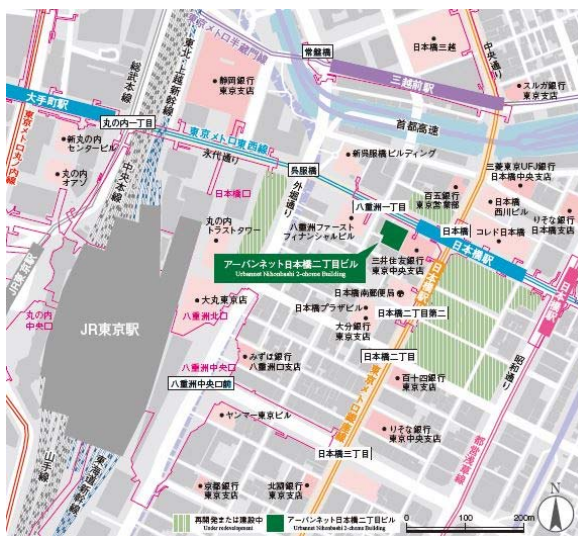 東京メトロ半蔵門線
常盤橋
日本橋三越
中央通り
総武本線
東北・上越新幹線
静岡銀行
東京支店
三越前駅
スルガ銀行
東京支店
大手町駅
丸の内一丁目
首都高速
東京メトロ丸ノ内線
新丸の内
センタービル
東京メトロ東西線
永代通り
呉服橋
新呉服橋ビルディング
三菱東京UFJ銀行
日本橋中央支店
丸の内
オアゾ
中央本線
日本橋口
外堀通り
八重洲一丁目
百五銀行
東京営業部
日本橋
西川ビル
りそな銀行
日本橋支店
丸の内
トラストタワー
八重洲ファースト
フィナンシャルビル
日本橋
コレド日本橋
日本橋駅
アーバンネット日本橋二丁目ビル
Urbannet Nihonbashi 2-chome Building
三井住友銀行
東京中央支店
日本橋駅
日本橋駅
JR東京駅
大丸東京店
日本橋南郵便局
日本橋プラザビル
日本橋二丁目第二
丸の内
中央口
八重洲北口
大分銀行
東京支店
JR東京駅
八重洲中央口
みずほ銀行
八重洲口支店
日本橋二丁目
昭和通り
八重洲中央口前
東京メトロ銀座線
百十四銀行
東京支店
ヤンマー東京ビル
りそな銀行
東京中央支店
都営浅草線
日本橋三丁目
山手線
東海道新幹線
京都銀行
東京支店
北國銀行
東京支店
N
再開発または建設中
Under redevelopment
アーバンネット日本橋二丁目ビル
Urbannet Nihonbashi 2-chome Building
0 100 200m